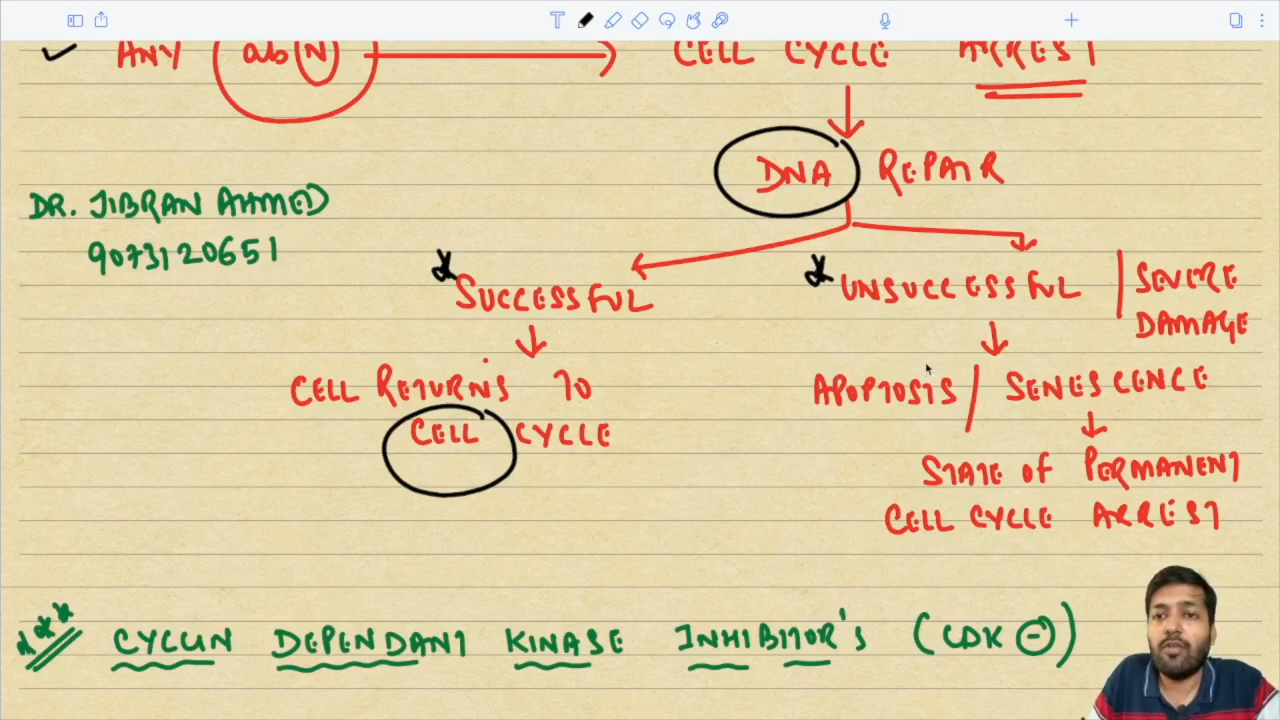 ANY ab(N) → CELL CYCLE ARREST
DNA REPAIR
DR. JIBRAN AHMED
9073120651
SUCCESSFUL
UNSUCCESSFUL | SEVERE
DAMAGE
CELL RETURNS TO
CELL CYCLE
APOPTOSIS / SENESCENCE
STATE OF PERMANENT
CELL CYCLE ARREST
CYCLIN DEPENDANT KINASE INHIBITOR'S (CDK ⊖)